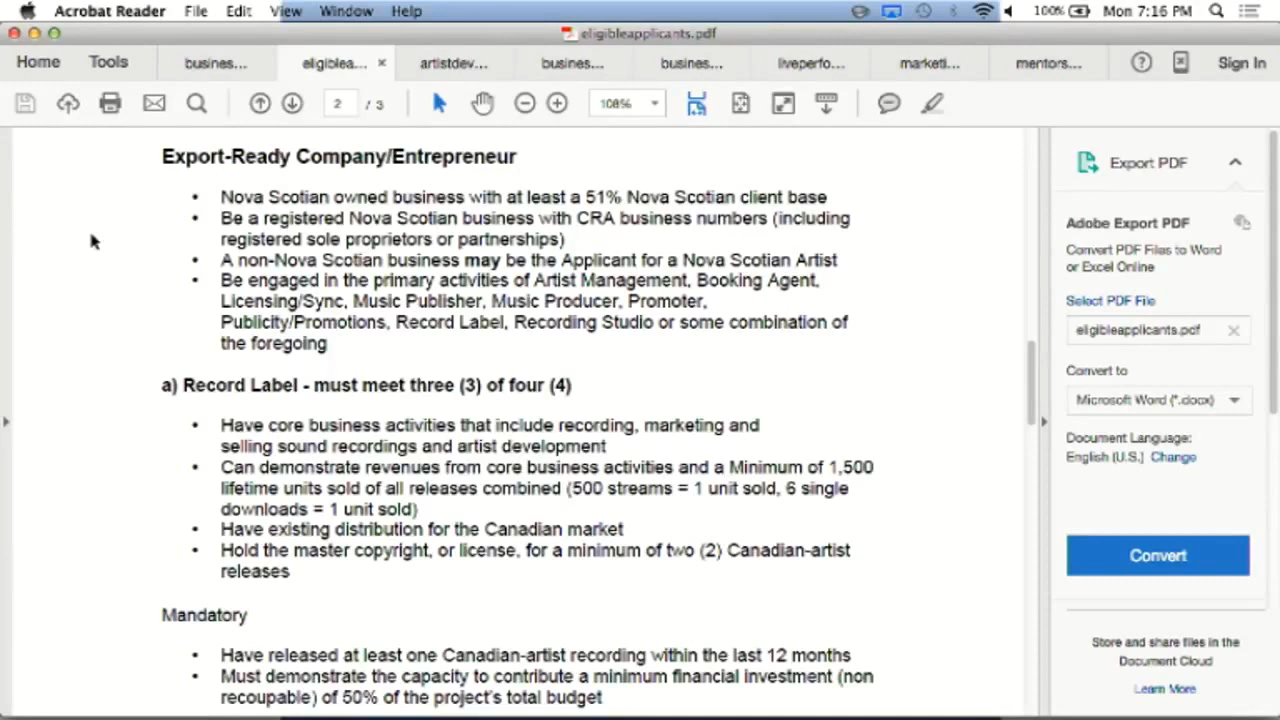 Acrobat Reader File Edit View Window Help 100% Mon 7:16 PM
eligibleapplicants.pdf
Home Tools busines... eligiblea... artistdev... busines... busines... liveperfo... marketi... mentors... Sign In
2 / 3 108%
Export-Ready Company/Entrepreneur
• Nova Scotian owned business with at least a 51% Nova Scotian client base
• Be a registered Nova Scotian business with CRA business numbers (including
registered sole proprietors or partnerships)
• A non-Nova Scotian business may be the Applicant for a Nova Scotian Artist
• Be engaged in the primary activities of Artist Management, Booking Agent,
Licensing/Sync, Music Publisher, Music Producer, Promoter,
Publicity/Promotions, Record Label, Recording Studio or some combination of
the foregoing
a) Record Label - must meet three (3) of four (4)
• Have core business activities that include recording, marketing and
selling sound recordings and artist development
• Can demonstrate revenues from core business activities and a Minimum of 1,500
lifetime units sold of all releases combined (500 streams = 1 unit sold, 6 single
downloads = 1 unit sold)
• Have existing distribution for the Canadian market
• Hold the master copyright, or license, for a minimum of two (2) Canadian-artist
releases
Mandatory
• Have released at least one Canadian-artist recording within the last 12 months
• Must demonstrate the capacity to contribute a minimum financial investment (non
recoupable) of 50% of the project's total budget
Export PDF
Adobe Export PDF
Convert PDF Files to Word
or Excel Online
Select PDF File
eligibleapplicants.pdf
Convert to
Microsoft Word (*.docx)
Document Language:
English (U.S.) Change
Convert
Store and share files in the
Document Cloud
Learn More